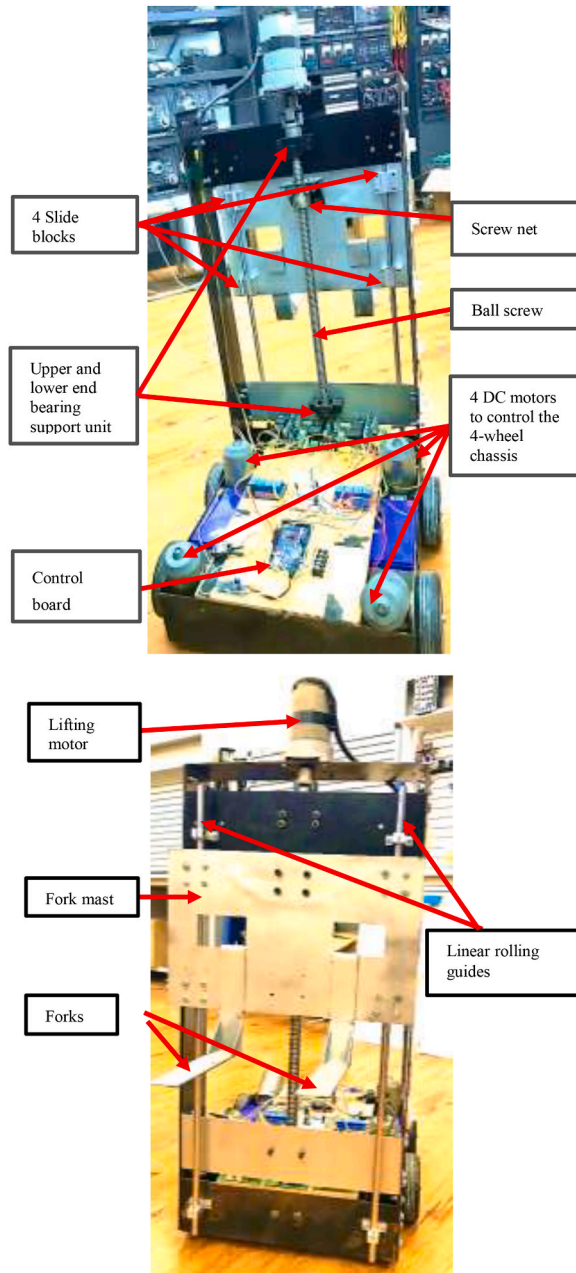 4 Slide
blocks
Screw net
Ball screw
Upper and
lower end
bearing
support unit
4 DC motors
to control the
4-wheel
chassis
Control
board
Lifting
motor
Fork mast
Linear rolling
guides
Forks